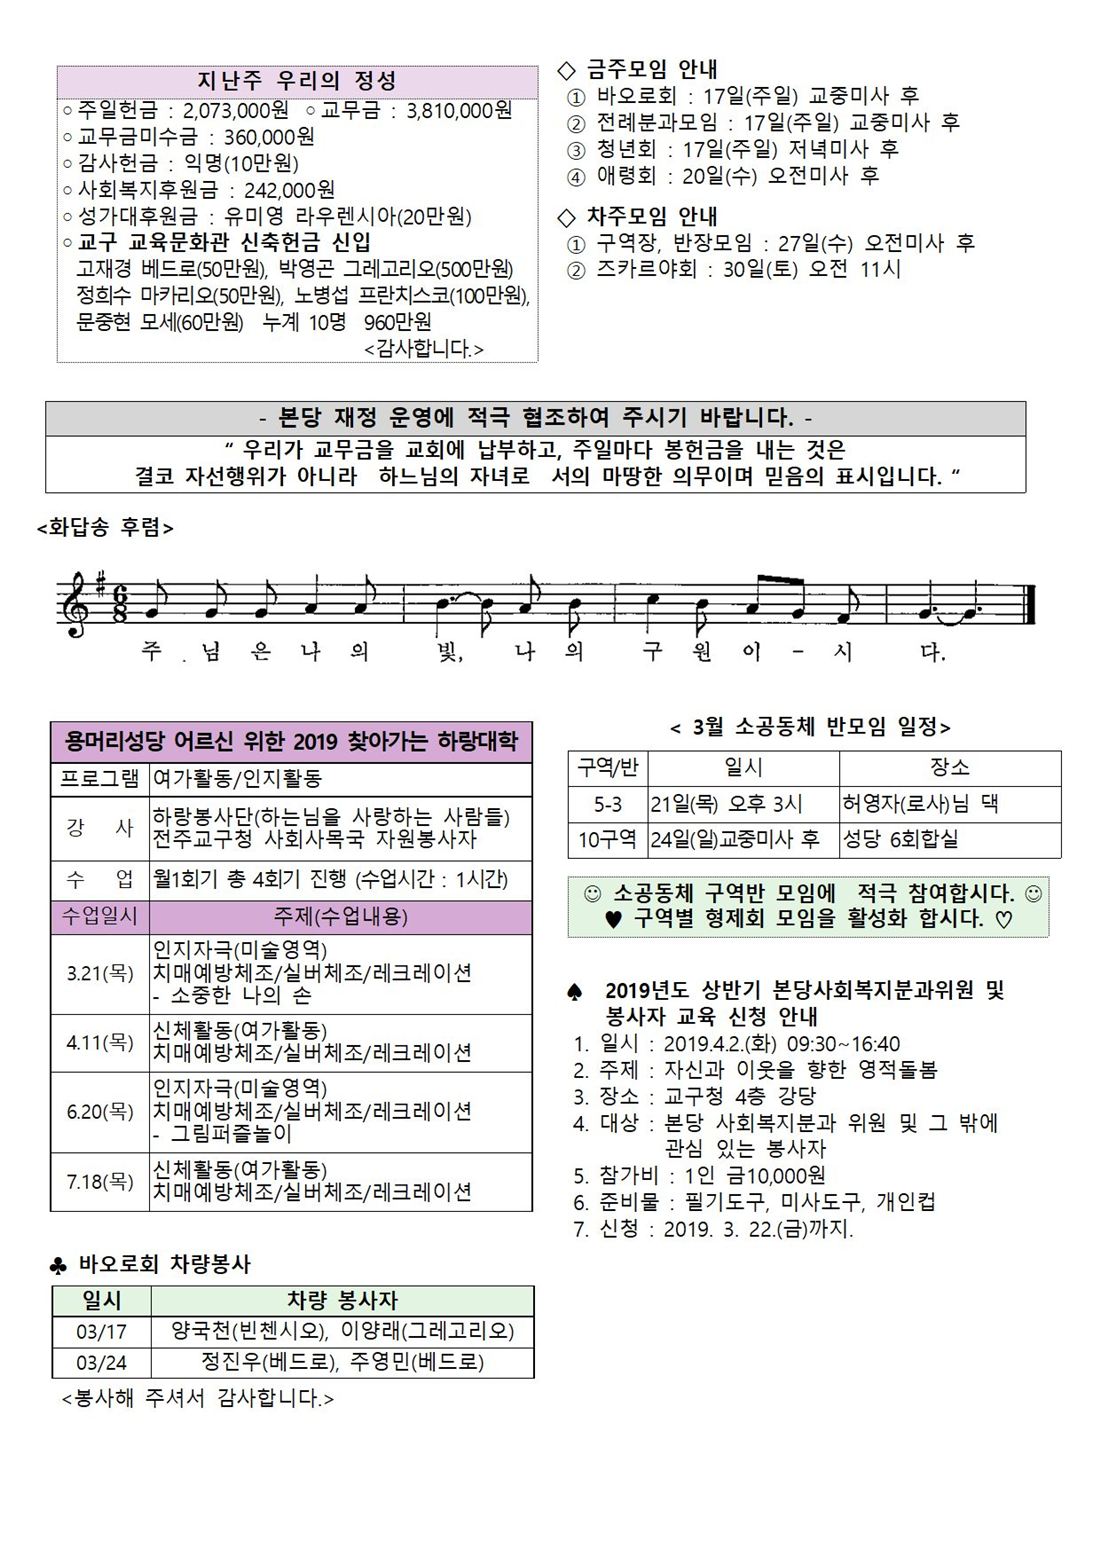 지난주 우리의 정성
○ 주일헌금 : 2,073,000원 ○ 교무금 : 3,810,000원
○ 교무금미수금 : 360,000원
○ 감사헌금 : 익명(10만원)
○ 사회복지후원금 : 242,000원
○ 성가대후원금 : 유미영 라우렌시아(20만원)
○ 교구 교육문화관 신축헌금 신입
고재경 베드로(50만원), 박영곤 그레고리오(500만원)
정희수 마카리오(50만원), 노병섭 프란치스코(100만원),
문중현 모세(60만원) 누계 10명 960만원
<감사합니다.>
◇ 금주모임 안내
① 바오로회 : 17일(주일) 교중미사 후
② 전례분과모임 : 17일(주일) 교중미사 후
③ 청년회 : 17일(주일) 저녁미사 후
④ 애령회 : 20일(수) 오전미사 후
◇ 차주모임 안내
① 구역장, 반장모임 : 27일(수) 오전미사 후
② 즈카르야회 : 30일(토) 오전 11시
- 본당 재정 운영에 적극 협조하여 주시기 바랍니다. -
“ 우리가 교무금을 교회에 납부하고, 주일마다 봉헌금을 내는 것은
결코 자선행위가 아니라 하느님의 자녀로 서의 마땅한 의무이며 믿음의 표시입니다. “
<화답송 후렴>
6
8
주 님 은 나 의 빛, 나 의 구 원 이 - 시 다.
용머리성당 어르신 위한 2019 찾아가는 하랑대학
프로그램 여가활동/인지활동
강 사 하랑봉사단(하는님을 사랑하는 사람들)
전주교구청 사회사목국 자원봉사자
수 업 월1회기 총 4회기 진행 (수업시간 : 1시간)
수업일시 주제(수업내용)
3.21(목) 인지자극(미술영역)
치매예방체조/실버체조/레크레이션
- 소중한 나의 손
4.11(목) 신체활동(여가활동)
치매예방체조/실버체조/레크레이션
6.20(목) 인지자극(미술영역)
치매예방체조/실버체조/레크레이션
- 그림퍼즐놀이
7.18(목) 신체활동(여가활동)
치매예방체조/실버체조/레크레이션
♣ 바오로회 차량봉사
일시 차량 봉사자
03/17 양국천(빈첸시오), 이양래(그레고리오)
03/24 정진우(베드로), 주영민(베드로)
<봉사해 주셔서 감사합니다.>
< 3월 소공동체 반모임 일정>
구역/반 일시 장소
5-3 21일(목) 오후 3시 허영자(로사)님 댁
10구역 24일(일)교중미사 후 성당 6회합실
☺ 소공동체 구역반 모임에 적극 참여합시다. ☺
♥ 구역별 형제회 모임을 활성화 합시다. ♡
♠ 2019년도 상반기 본당사회복지분과위원 및
봉사자 교육 신청 안내
1. 일시 : 2019.4.2.(화) 09:30~16:40
2. 주제 : 자신과 이웃을 향한 영적돌봄
3. 장소 : 교구청 4층 강당
4. 대상 : 본당 사회복지분과 위원 및 그 밖에
관심 있는 봉사자
5. 참가비 : 1인 금10,000원
6. 준비물 : 필기도구, 미사도구, 개인컵
7. 신청 : 2019. 3. 22.(금)까지.